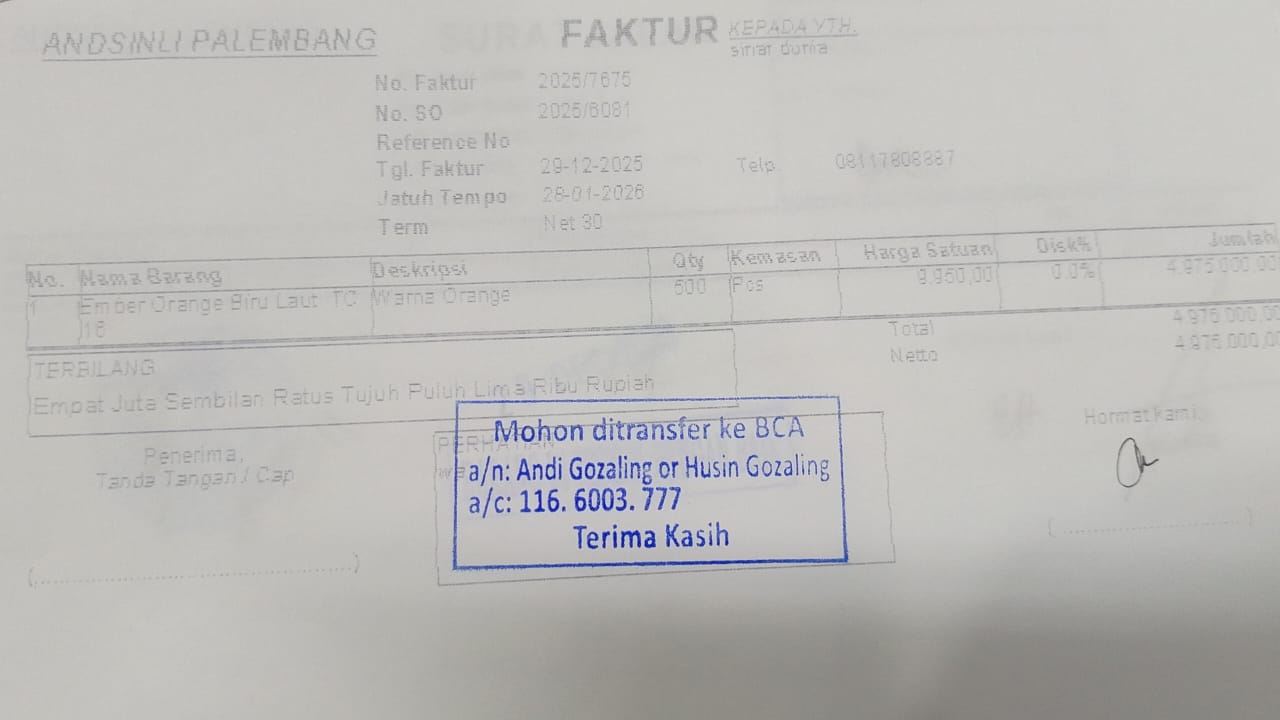 ANDSINLI PALEMBANG
FAKTUR
KEPADA YTH.
sinar dunia
No. Faktur 2025/7675
No. SO 2025/6081
Reference No
Tgl. Faktur 29-12-2025 Telp. 08117808887
Jatuh Tempo 28-01-2026
Term Net 30
No. Nama Barang Deskripsi Qty Kemasan Harga Satuan Disk% Jumlah
1 Ember Orange Biru Laut TC Warna Orange 500 Pcs 9.950,00 0.0% 4.975.000,00
16
Total 4.975.000,00
Netto 4.975.000,00
TERBILANG
Empat Juta Sembilan Ratus Tujuh Puluh Lima Ribu Rupiah
Penerima,
Tanda Tangan / Cap
Hormat kami,
PERHATIAN
Mohon ditransfer ke BCA
a/n: Andi Gozaling or Husin Gozaling
a/c: 116. 6003. 777
Terima Kasih
(....................................................)
(....................................)